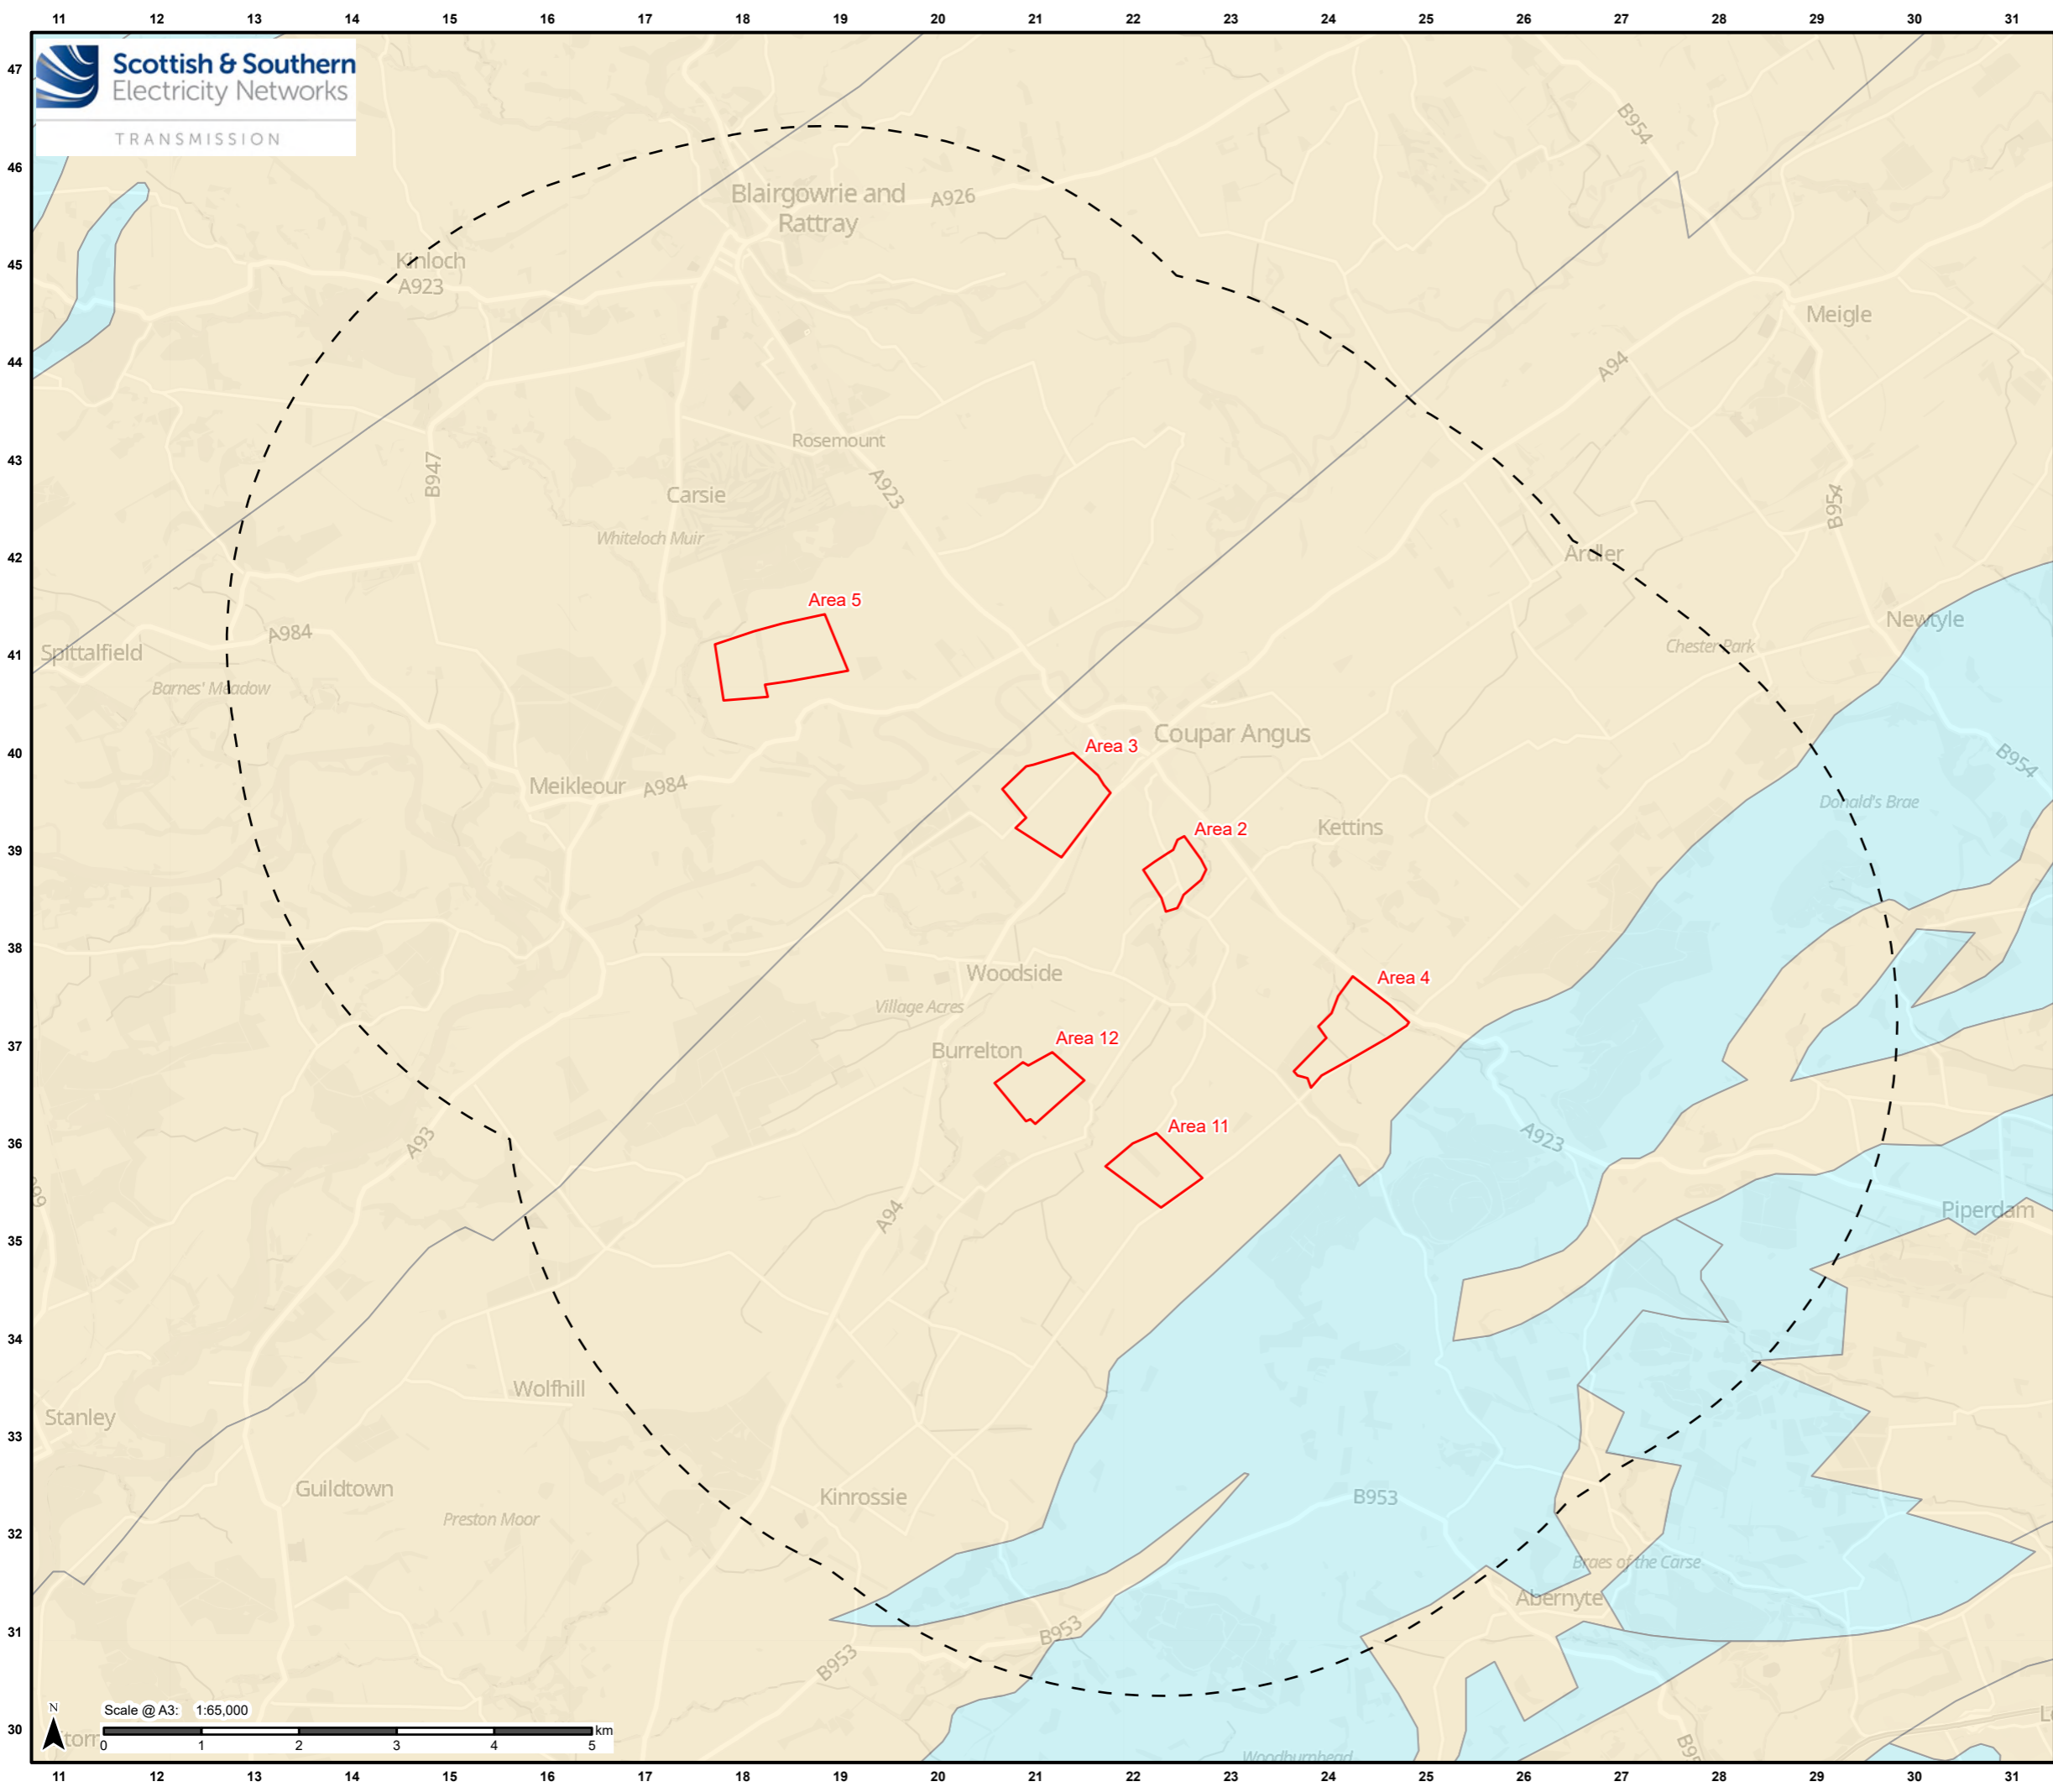 11 12 13 14 15 16 17 18 19 20 21 22 23 24 25 26 27 28 29 30 31
47
46
45
44
43
42
41
40
39
38
37
36
35
34
33
32
31
30
Scottish & Southern
Electricity Networks
TRANSMISSION
B954
Blairgowrie and
Rattray
A926
Kinloch
A923
Meigle
A94
Rosemount
B947
Carsie
A923
B954
Whiteloch Muir
Ardler
Area 5
A984
Newtyle
Spittalfield
Chester Park
Barnes' Meadow
Coupar Angus
Area 3
B954
Meikleour
A984
Donald's Brae
Kettins
Area 2
Woodside
Area 4
Village Acres
Area 12
Burrelton
Area 11
A93
A923
A94
Piperdam
Wolfhill
Stanley
Guildtown
Kinrossie
B953
Preston Moor
Braes of the Carse
Abernyte
B953
B953
Woodburnhead
N
Scale @ A3: 1:65,000
km
0 1 2 3 4 5
11 12 13 14 15 16 17 18 19 20 21 22 23 24 25 26 27 28 29 30 31